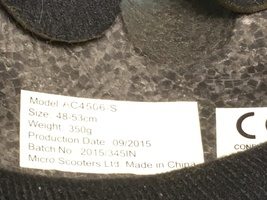 Model AC4506-S
Size: 48-53cm
Weight: 350g
Production Date: 09/2015
Batch No: 2015/345IN
Micro Scooters Ltd. Made in China
CE